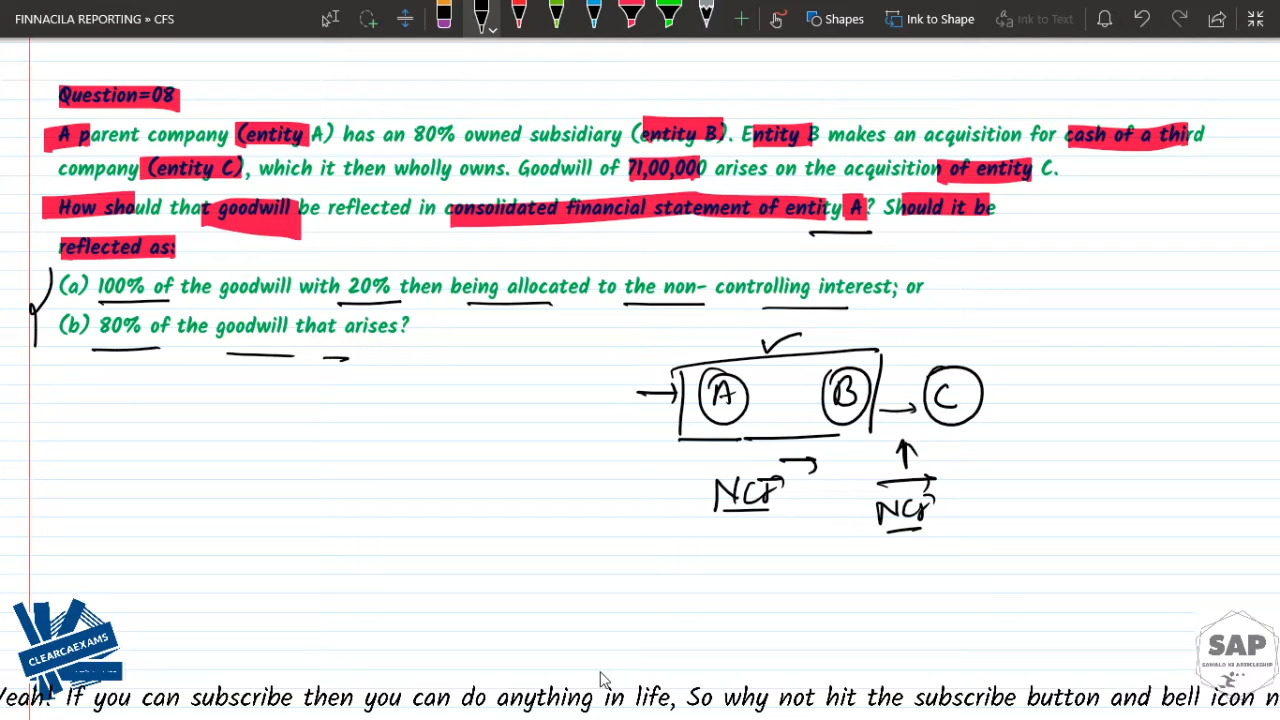 FINNACILA REPORTING » CFS
Shapes
Ink to Shape
Ink to Text
Question=08
A parent company (entity A) has an 80% owned subsidiary (entity B). Entity B makes an acquisition for cash of a third
company (entity C), which it then wholly owns. Goodwill of 71,00,000 arises on the acquisition of entity C.
How should that goodwill be reflected in consolidated financial statement of entity A? Should it be
reflected as:
(a) 100% of the goodwill with 20% then being allocated to the non- controlling interest; or
(b) 80% of the goodwill that arises?
A B C
NCI
NCI
CLEARCAEXAMS
SAP
SAWALO KE ARTICLESHIP
Yeah! if you can subscribe then you can do anything in life, So why not hit the subscribe button and bell icon n